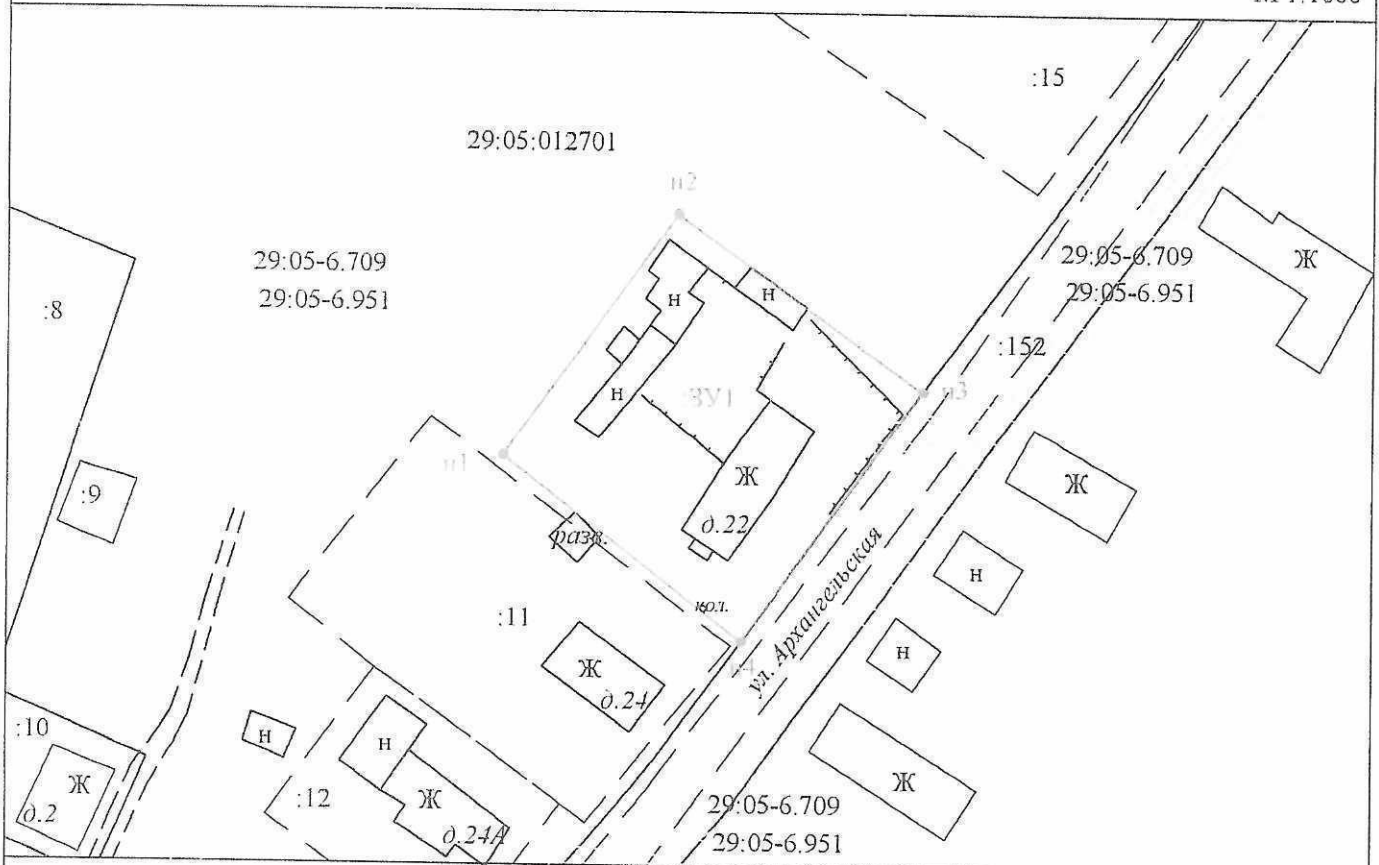 :15
29:05:012701
н2
29:05-6.709
29:05-6.951
29:05-6.709
29:05-6.951
Ж
:8
н
н
:152
н
:ЗУ1
н3
н1
Ж
Ж
:9
д.22
разв.
ул. Архангельская
н
кол.
:11
н4
н
Ж
д.24
:10
н
н
Ж
д.2
:12
Ж
д.24А
29:05-6.709
29:05-6.951
Ж